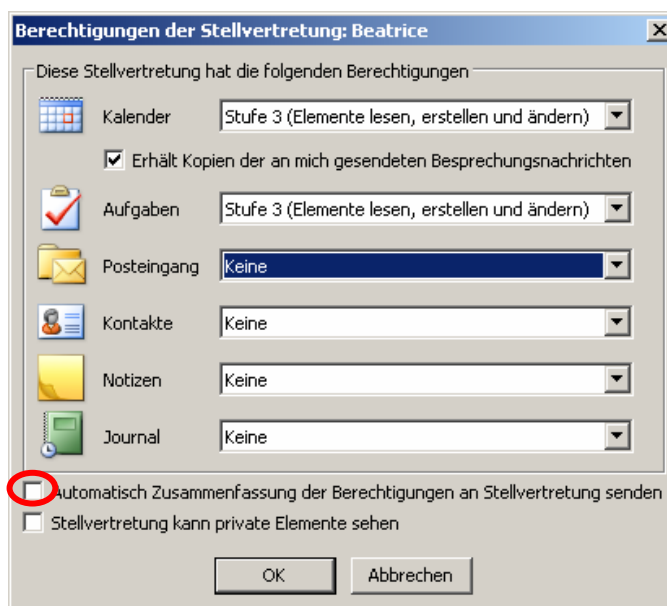 Berechtigungen der Stellvertretung: Beatrice
Diese Stellvertretung hat die folgenden Berechtigungen
Kalender Stufe 3 (Elemente lesen, erstellen und ändern)
Erhält Kopien der an mich gesendeten Besprechungsnachrichten
Aufgaben Stufe 3 (Elemente lesen, erstellen und ändern)
Posteingang Keine
Kontakte Keine
Notizen Keine
Journal Keine
Automatisch Zusammenfassung der Berechtigungen an Stellvertretung senden
Stellvertretung kann private Elemente sehen
OK Abbrechen